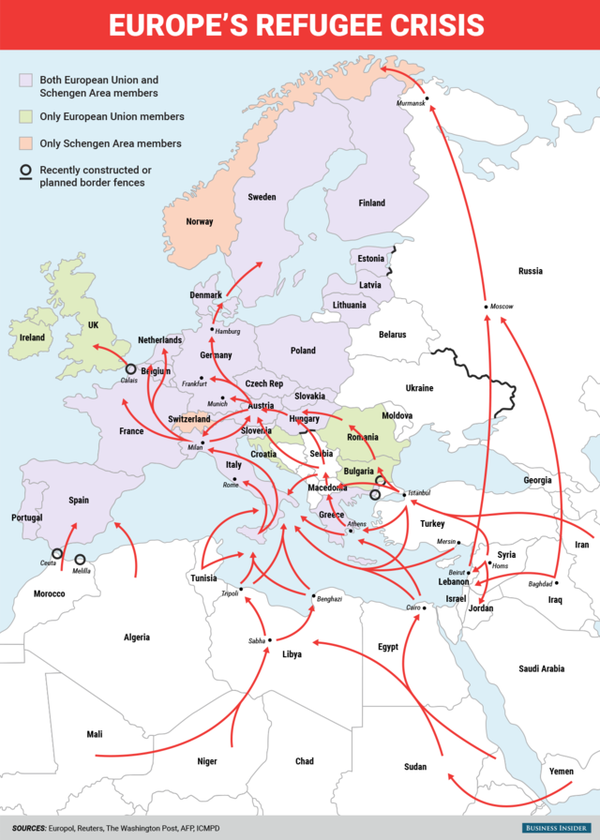 EUROPE'S REFUGEE CRISIS
Both European Union and
Schengen Area members
Only European Union members
Only Schengen Area members
Recently constructed or
planned border fences
Murmansk
Sweden
Finland
Norway
Estonia
Russia
Latvia
Denmark
Lithuania
Moscow
UK
Hamburg
Ireland
Netherlands
Belarus
Germany
Poland
Belgium
Calais
Frankfurt
Czech Rep
Ukraine
Munich
Slovakia
Austria
Moldova
France
Switzerland
Hungary
Slovenia
Romania
Milan
Croatia
Serbia
Italy
Bulgaria
Georgia
Rome
Macedonia
Spain
Istanbul
Portugal
Greece
Athens
Turkey
Mersin
Iran
Syria
Homs
Ceuta
Melilla
Beirut
Tunisia
Lebanon
Baghdad
Morocco
Tripoli
Benghazi
Israel
Iraq
Cairo
Jordan
Algeria
Sabha
Libya
Egypt
Saudi Arabia
Mali
Niger
Chad
Sudan
Yemen
SOURCES: Europol, Reuters, The Washington Post, AFP, ICMPD
BUSINESS INSIDER